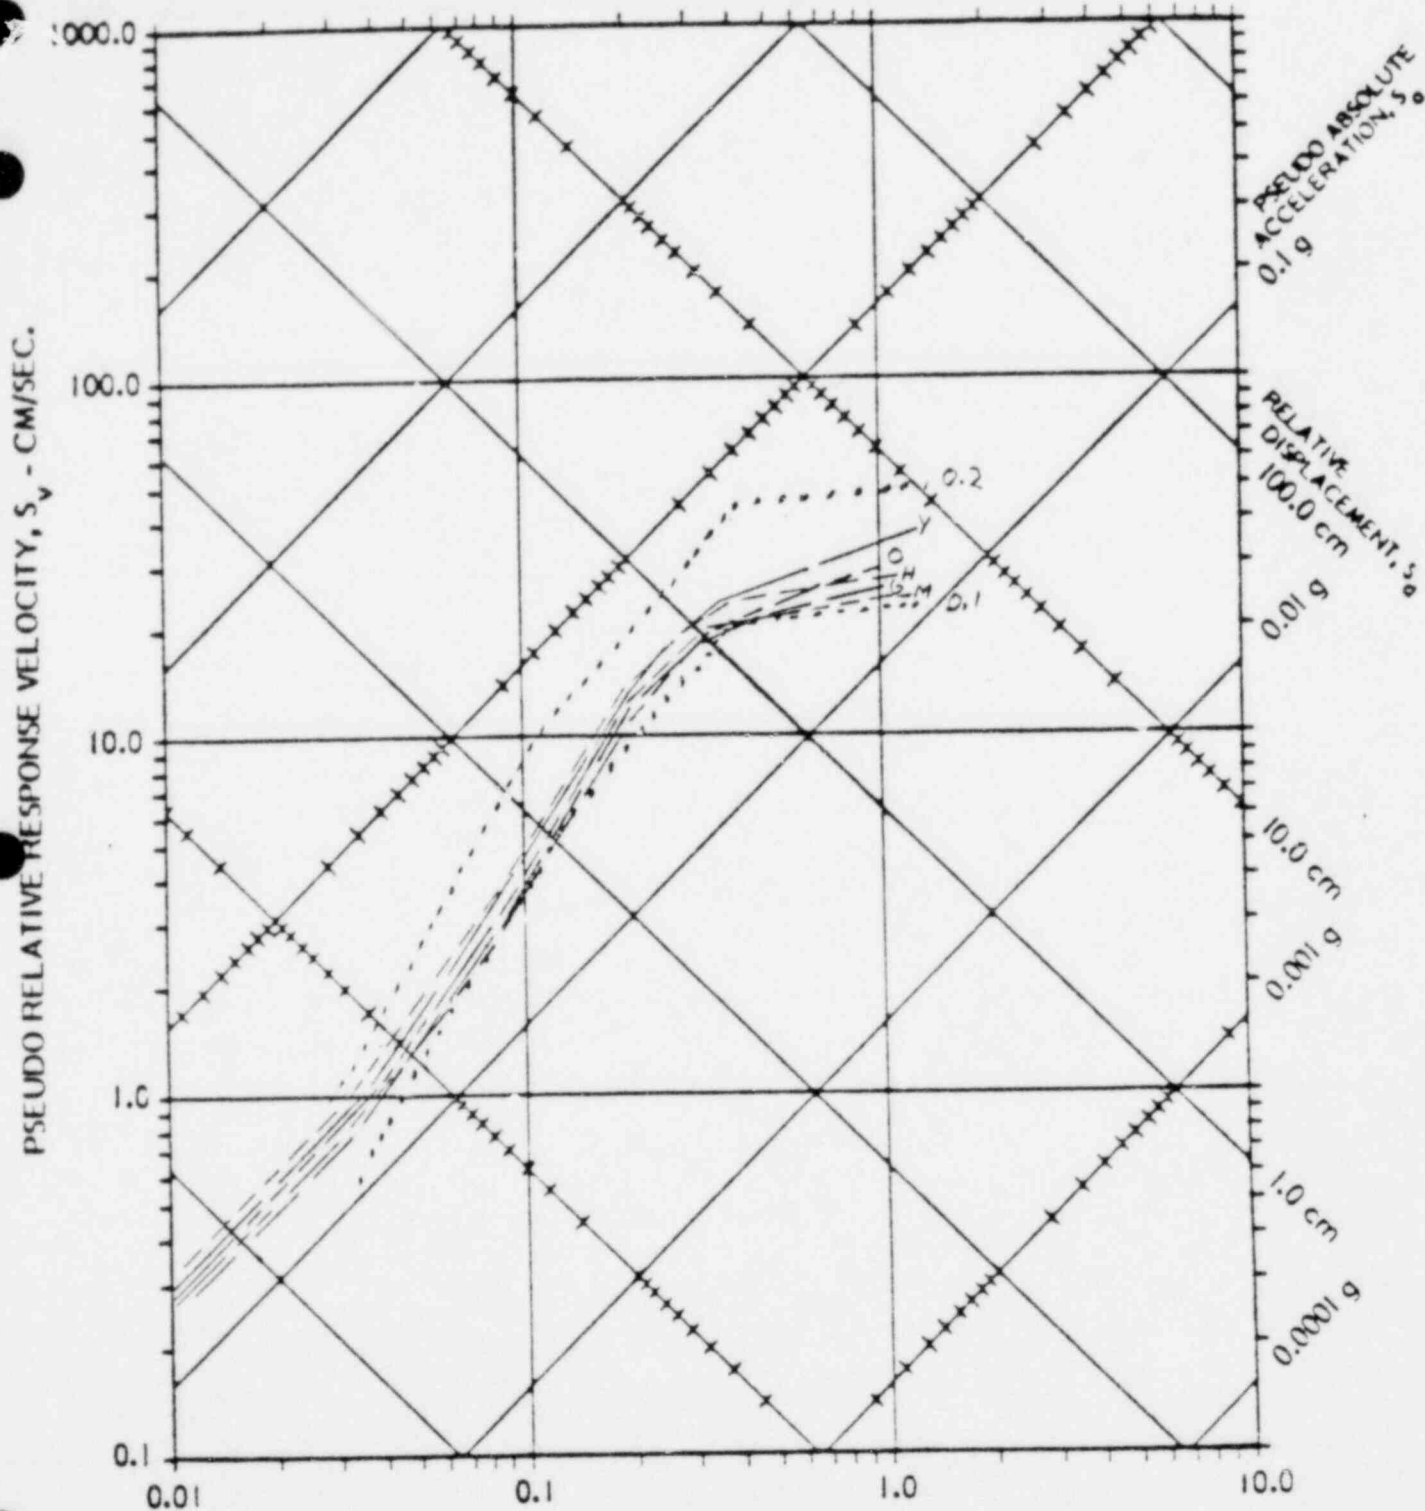 PSEUDO RELATIVE RESPONSE VELOCITY, Sv - CM/SEC.
1000.0
100.0
10.0
1.0
0.1
0.01
0.1
1.0
10.0
PSEUDO ABSOLUTE
ACCELERATION, Sa
0.1 g
RELATIVE
DISPLACEMENT, Sd
100.0 cm
0.01 g
10.0 cm
0.001 g
1.0 cm
0.0001 g
0.2
Y
O
H
G
M
0.1